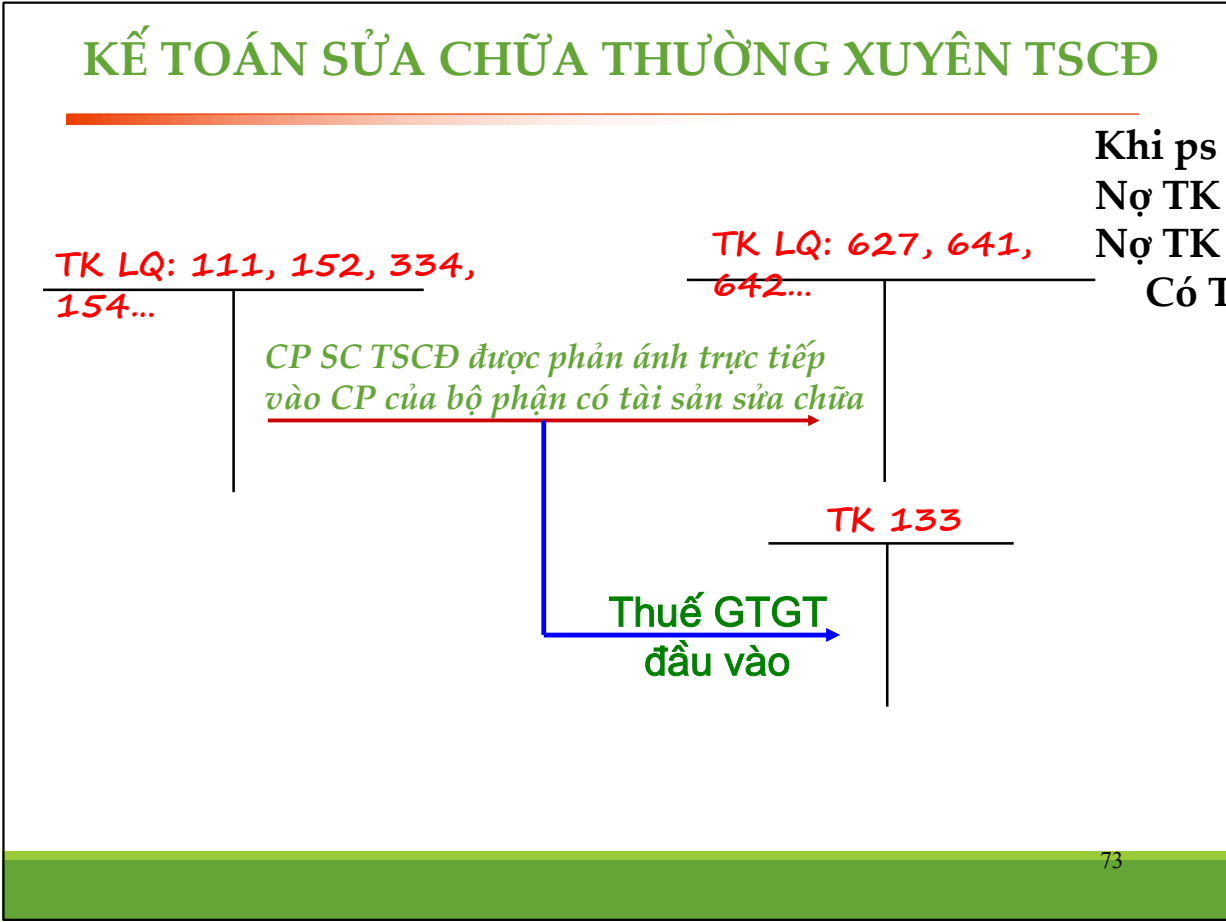 KẾ TOÁN SỬA CHỮA THƯỜNG XUYÊN TSCĐ
Khi ps
Nợ TK
Nợ TK
Có T
TK LQ: 111, 152, 334,
154...
TK LQ: 627, 641,
642...
CP SC TSCĐ được phản ánh trực tiếp
vào CP của bộ phận có tài sản sửa chữa
TK 133
Thuế GTGT
đầu vào
73